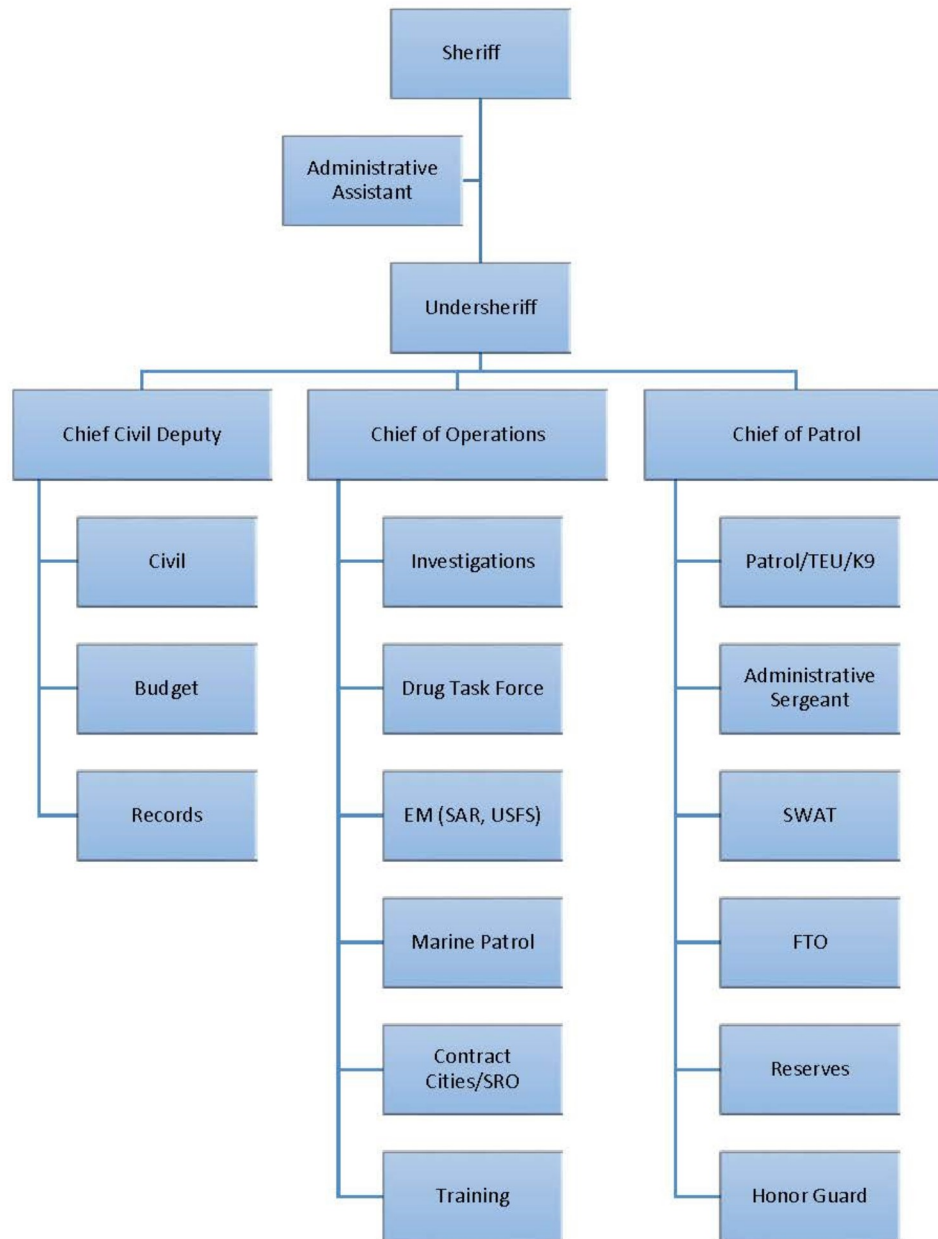 Sheriff
Administrative
Assistant
Undersheriff
Chief Civil Deputy
Chief of Operations
Chief of Patrol
Civil
Budget
Records
Investigations
Drug Task Force
EM (SAR, USFS)
Marine Patrol
Contract
Cities/SRO
Training
Patrol/TEU/K9
Administrative
Sergeant
SWAT
FTO
Reserves
Honor Guard